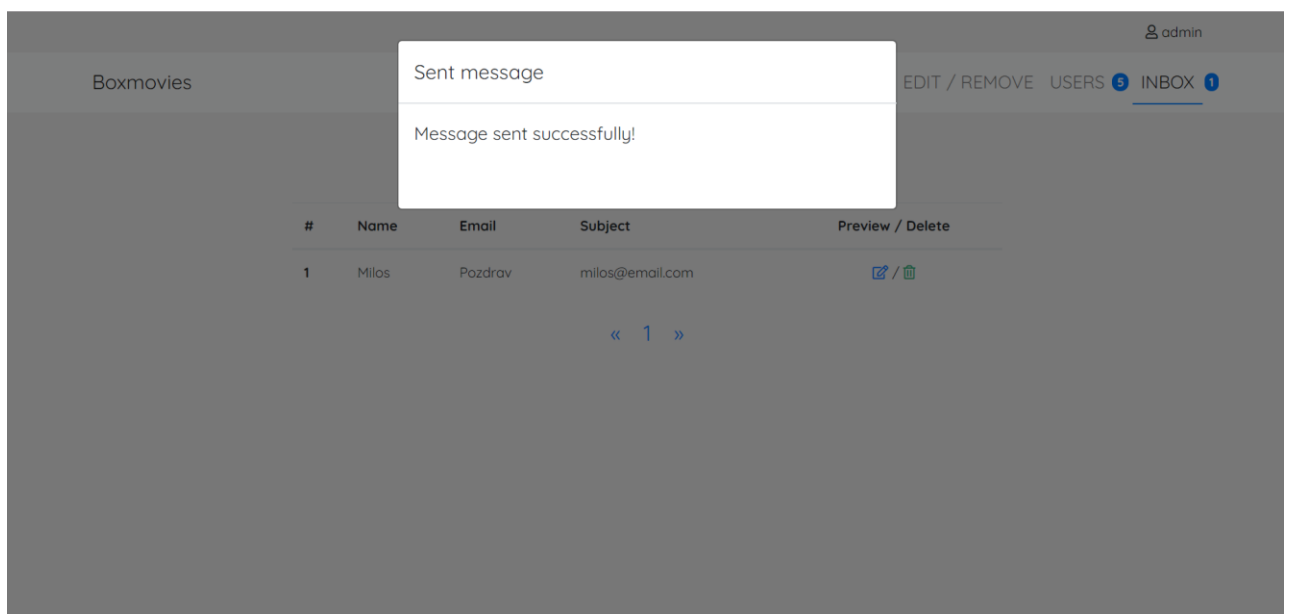 admin
Boxmovies EDIT / REMOVE USERS 5 INBOX 1
Sent message
Message sent successfully!
# Name Email Subject Preview / Delete
1 Milos Pozdrav milos@email.com /
« 1 »